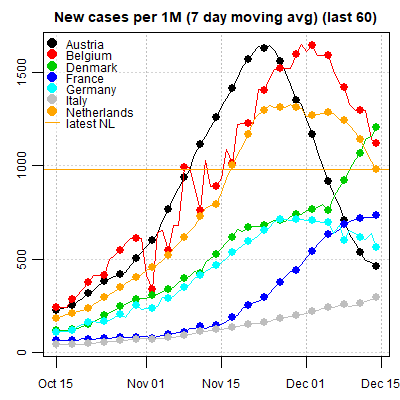 New cases per 1M (7 day moving avg) (last 60)
Austria
Belgium
Denmark
France
Germany
Italy
Netherlands
latest NL
1500
1000
500
0
Oct 15 Nov 01 Nov 15 Dec 01 Dec 15